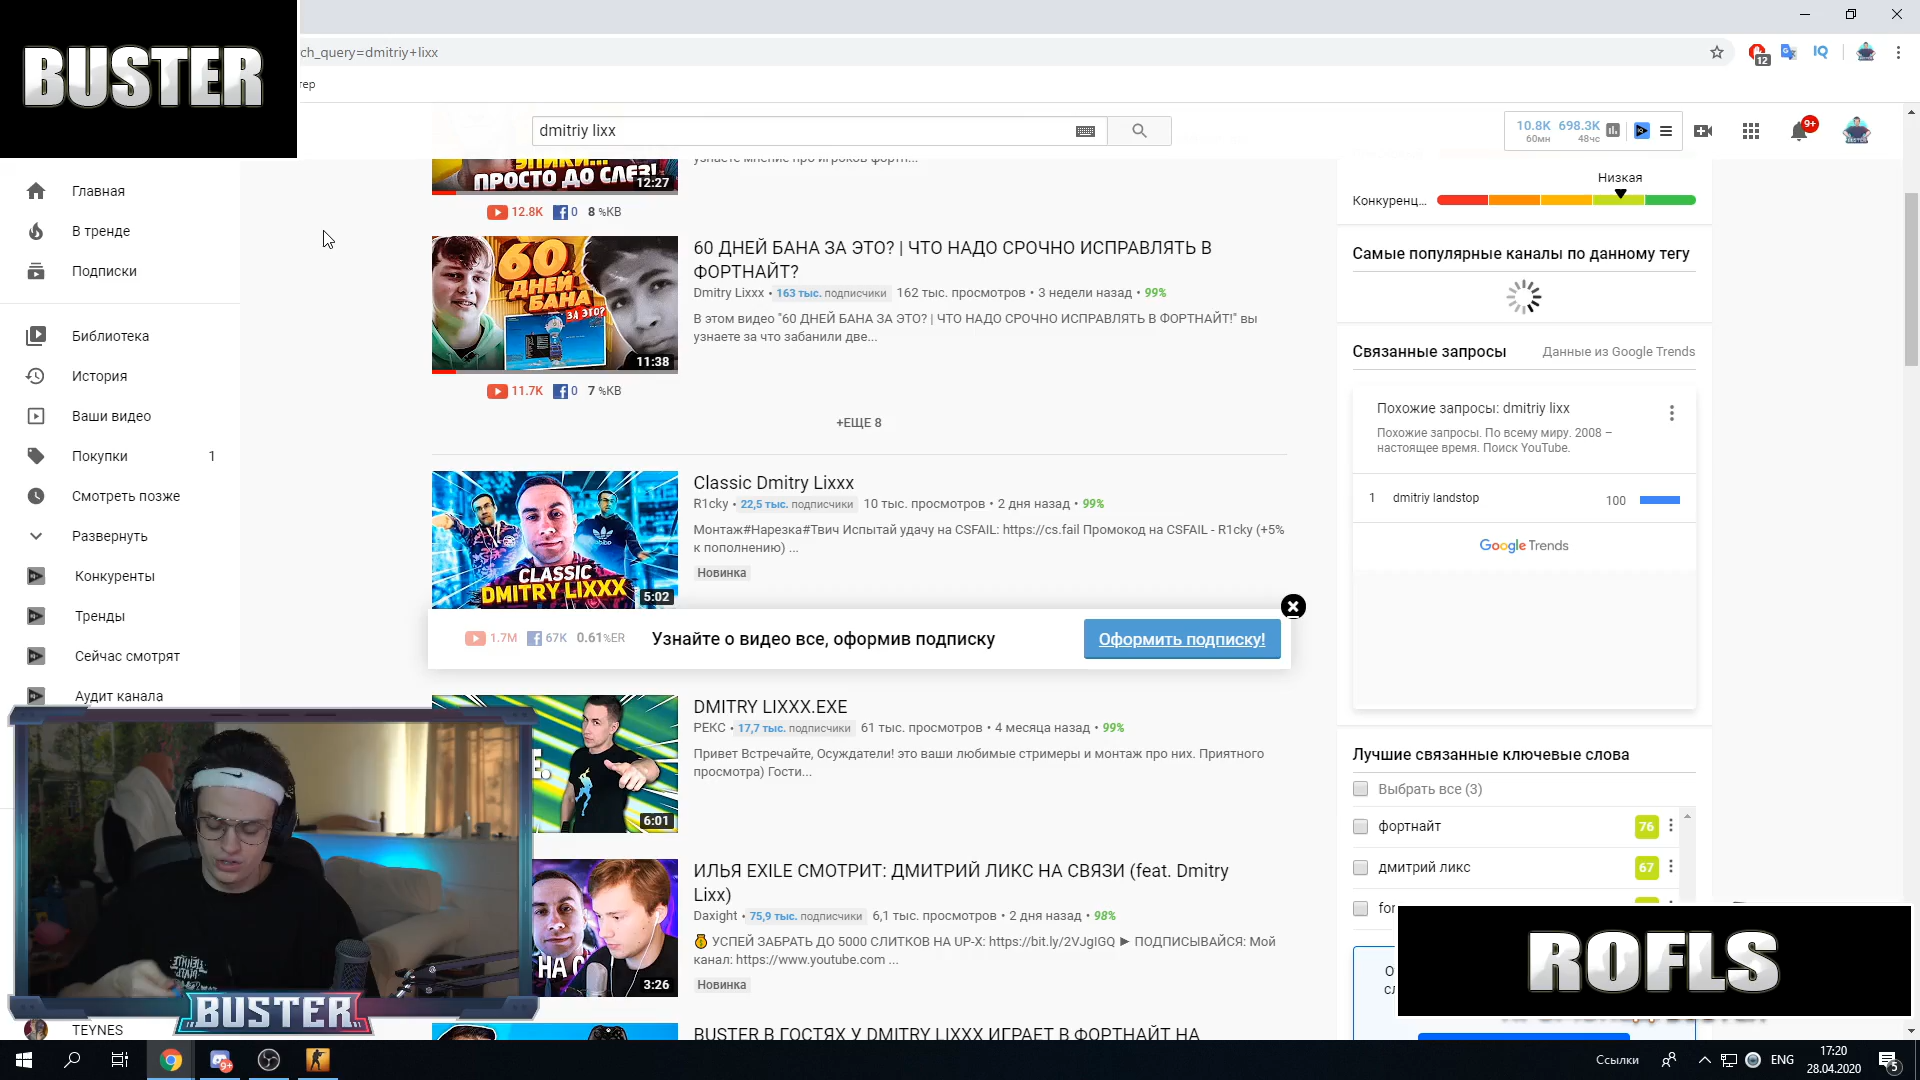 BUSTER
ch_query=dmitriy+lixx
12
тер
dmitriy lixx
10.8K 698.3K
60мн 48чс
9+
Главная
В тренде
Подписки
Библиотека
История
Ваши видео
Покупки 1
Смотреть позже
Развернуть
Конкуренты
Тренды
Сейчас смотрят
Аудит канала
TEYNES
ПРОСТО ДО СЛЕЗ!
12:27
12.8K 0 8 %КВ
60 ДНЕЙ БАНА ЗА ЭТО?
11:38
60 ДНЕЙ БАНА ЗА ЭТО? | ЧТО НАДО СРОЧНО ИСПРАВЛЯТЬ В
ФОРТНАЙТ?
Dmitry Lixxx • 163 тыс. подписчики 162 тыс. просмотров • 3 недели назад • 99%
В этом видео "60 ДНЕЙ БАНА ЗА ЭТО? | ЧТО НАДО СРОЧНО ИСПРАВЛЯТЬ В ФОРТНАЙТ!" вы
узнаете за что забанили две...
11.7K 0 7 %КВ
+ЕЩЕ 8
CLASSIC
DMITRY LIXXX
5:02
Classic Dmitry Lixxx
R1cky • 22,5 тыс. подписчики 10 тыс. просмотров • 2 дня назад • 99%
Монтаж#Нарезка#Твич Испытай удачу на CSFAIL: https://cs.fail Промокод на CSFAIL - R1cky (+5%
к пополнению) ...
Новинка
1.7M 67K 0.61%ER
Узнайте о видео все, оформив подписку
Оформить подписку!
E.
6:01
DMITRY LIXXX.EXE
РЕКС • 17,7 тыс. подписчики 61 тыс. просмотров • 4 месяца назад • 99%
Привет Встречайте, Осуждатели! это ваши любимые стримеры и монтаж про них. Приятного
просмотра) Гости...
3:26
ИЛЬЯ EXILE СМОТРИТ: ДМИТРИЙ ЛИКС НА СВЯЗИ (feat. Dmitry
Lixx)
Daxight • 75,9 тыс. подписчики 6,1 тыс. просмотров • 2 дня назад • 98%
УСПЕЙ ЗАБРАТЬ ДО 5000 СЛИТКОВ НА UP-X: https://bit.ly/2VJgIGQ ► ПОДПИСЫВАЙСЯ: Мой
канал: https://www.youtube.com ...
Новинка
BUSTER В ГОСТЯХ У DMITRY LIXXX ИГРАЕТ В ФОРТНАЙТ НА
Низкая
Конкуренц...
Самые популярные каналы по данному тегу
Связанные запросы Данные из Google Trends
Похожие запросы: dmitriy lixx
Похожие запросы. По всему миру. 2008 –
настоящее время. Поиск YouTube.
1 dmitriy landstop 100
Google Trends
Лучшие связанные ключевые слова
Выбрать все (3)
фортнайт 76
дмитрий ликс 67
BUSTER
ROFLS
9+
Ссылки
ENG
17:20
28.04.2020
5